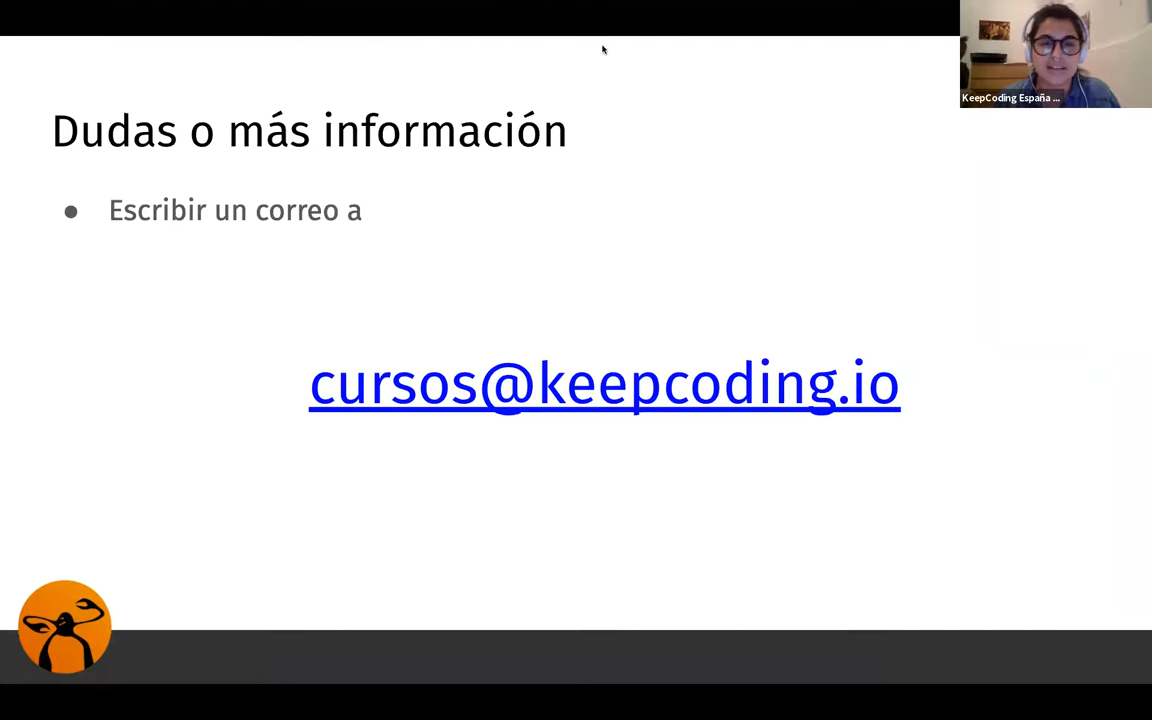 KeepCoding España ...
Dudas o más información
● Escribir un correo a
cursos@keepcoding.io